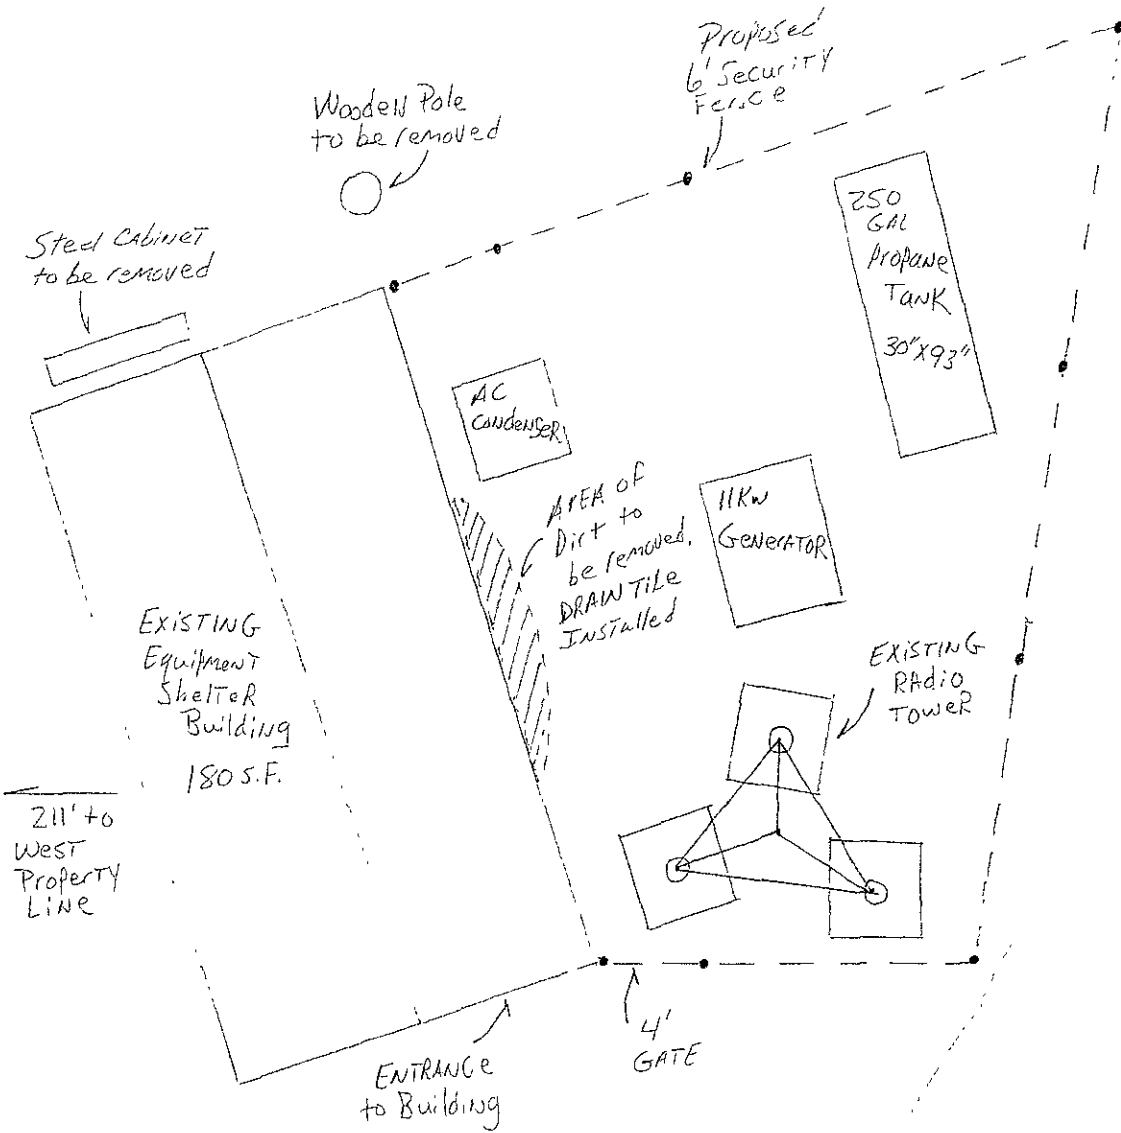 Proposed
6' Security
Fence
Wooden Pole
to be removed
Steel CABINET
to be removed
250
GAL
Propane
TANK
30"X93"
AC
CONDENSER
AREA OF
Dirt to
be removed,
DRAIN TILE
INSTAlled
11KW
GENERATOR
EXISTING
Equipment
SHelTER
Building
180 S.F.
EXISTING
RADio
TOWER
211' to
WEST
Property
LINE
4'
GATE
ENTRANCE
to Building